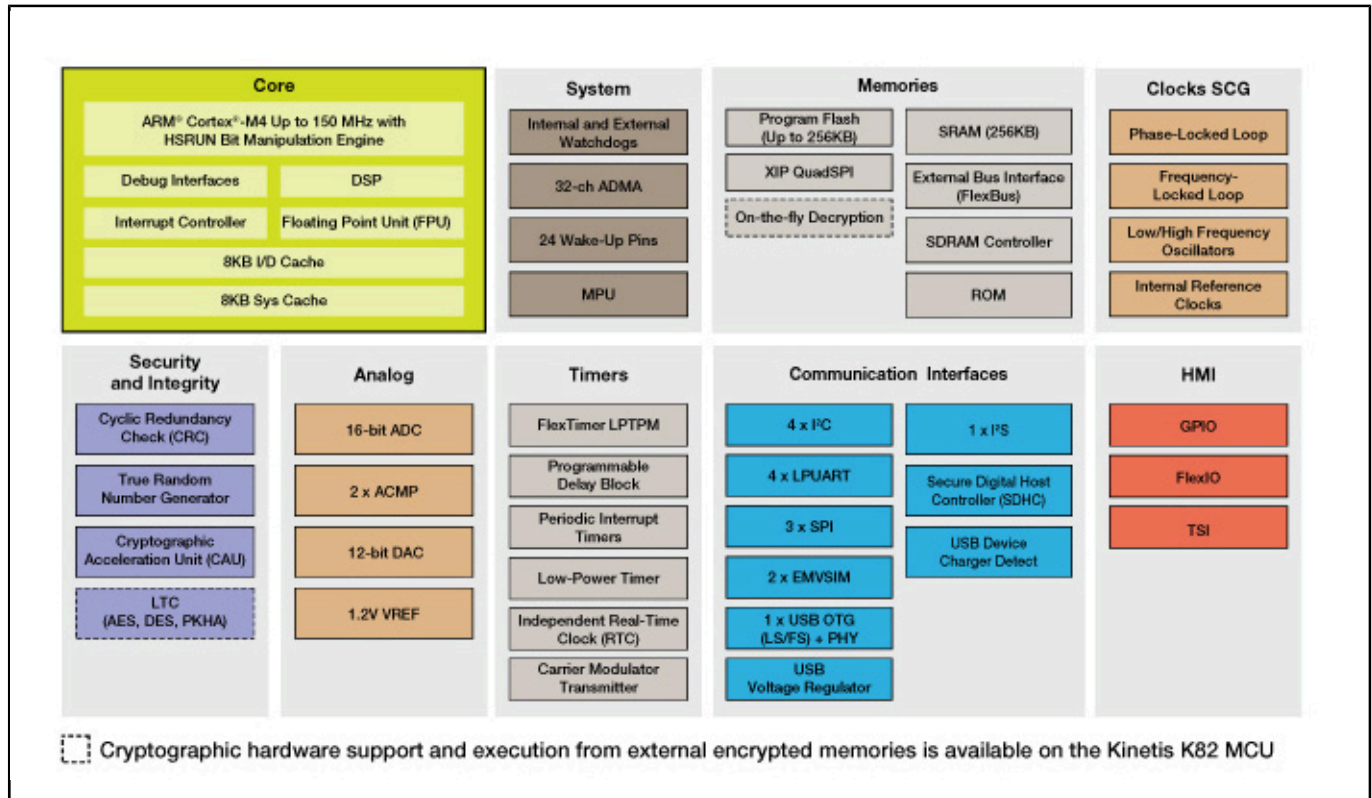 Core
ARM® Cortex®-M4 Up to 150 MHz with
HSRUN Bit Manipulation Engine
Debug Interfaces
DSP
Interrupt Controller
Floating Point Unit (FPU)
8KB I/D Cache
8KB Sys Cache
System
Internal and External
Watchdogs
32-ch ADMA
24 Wake-Up Pins
MPU
Memories
Program Flash
(Up to 256KB)
XIP QuadSPI
On-the-fly Decryption
SRAM (256KB)
External Bus Interface
(FlexBus)
SDRAM Controller
ROM
Clocks SCG
Phase-Locked Loop
Frequency-
Locked Loop
Low/High Frequency
Oscillators
Internal Reference
Clocks
Security
and Integrity
Cyclic Redundancy
Check (CRC)
True Random
Number Generator
Cryptographic
Acceleration Unit (CAU)
LTC
(AES, DES, PKHA)
Analog
16-bit ADC
2 x ACMP
12-bit DAC
1.2V VREF
Timers
FlexTimer LPTPM
Programmable
Delay Block
Periodic Interrupt
Timers
Low-Power Timer
Independent Real-Time
Clock (RTC)
Carrier Modulator
Transmitter
Communication Interfaces
4 x I²C
4 x LPUART
3 x SPI
2 x EMVSIM
1 x USB OTG
(LS/FS) + PHY
USB
Voltage Regulator
1 x I²S
Secure Digital Host
Controller (SDHC)
USB Device
Charger Detect
HMI
GPIO
FlexIO
TSI
Cryptographic hardware support and execution from external encrypted memories is available on the Kinetis K82 MCU